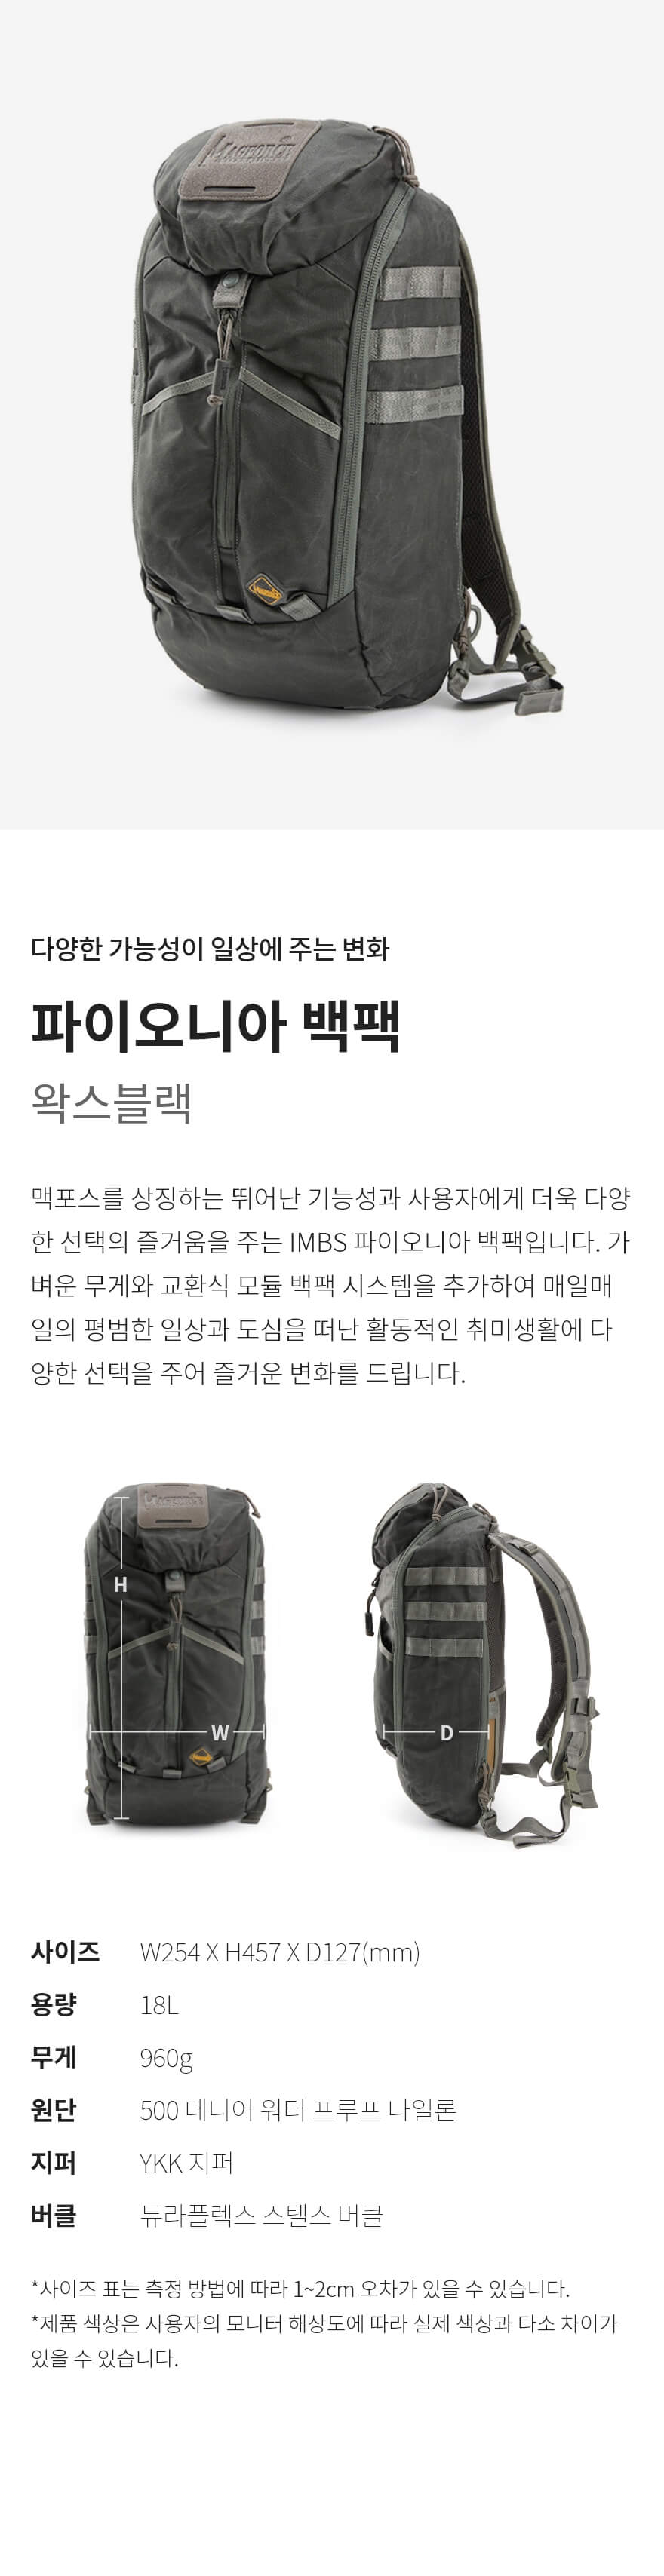 MAGFORCE
다양한 가능성이 일상에 주는 변화
파이오니아 백팩
왁스블랙
맥포스를 상징하는 뛰어난 기능성과 사용자에게 더욱 다양
한 선택의 즐거움을 주는 IMBS 파이오니아 백팩입니다. 가
벼운 무게와 교환식 모듈 백팩 시스템을 추가하여 매일매
일의 평범한 일상과 도심을 떠난 활동적인 취미생활에 다
양한 선택을 주어 즐거운 변화를 드립니다.
H
W
D
사이즈 W254 X H457 X D127(mm)
용량 18L
무게 960g
원단 500 데니어 워터 프루프 나일론
지퍼 YKK 지퍼
버클 듀라플렉스 스텔스 버클
*사이즈 표는 측정 방법에 따라 1~2cm 오차가 있을 수 있습니다.
*제품 색상은 사용자의 모니터 해상도에 따라 실제 색상과 다소 차이가
있을 수 있습니다.